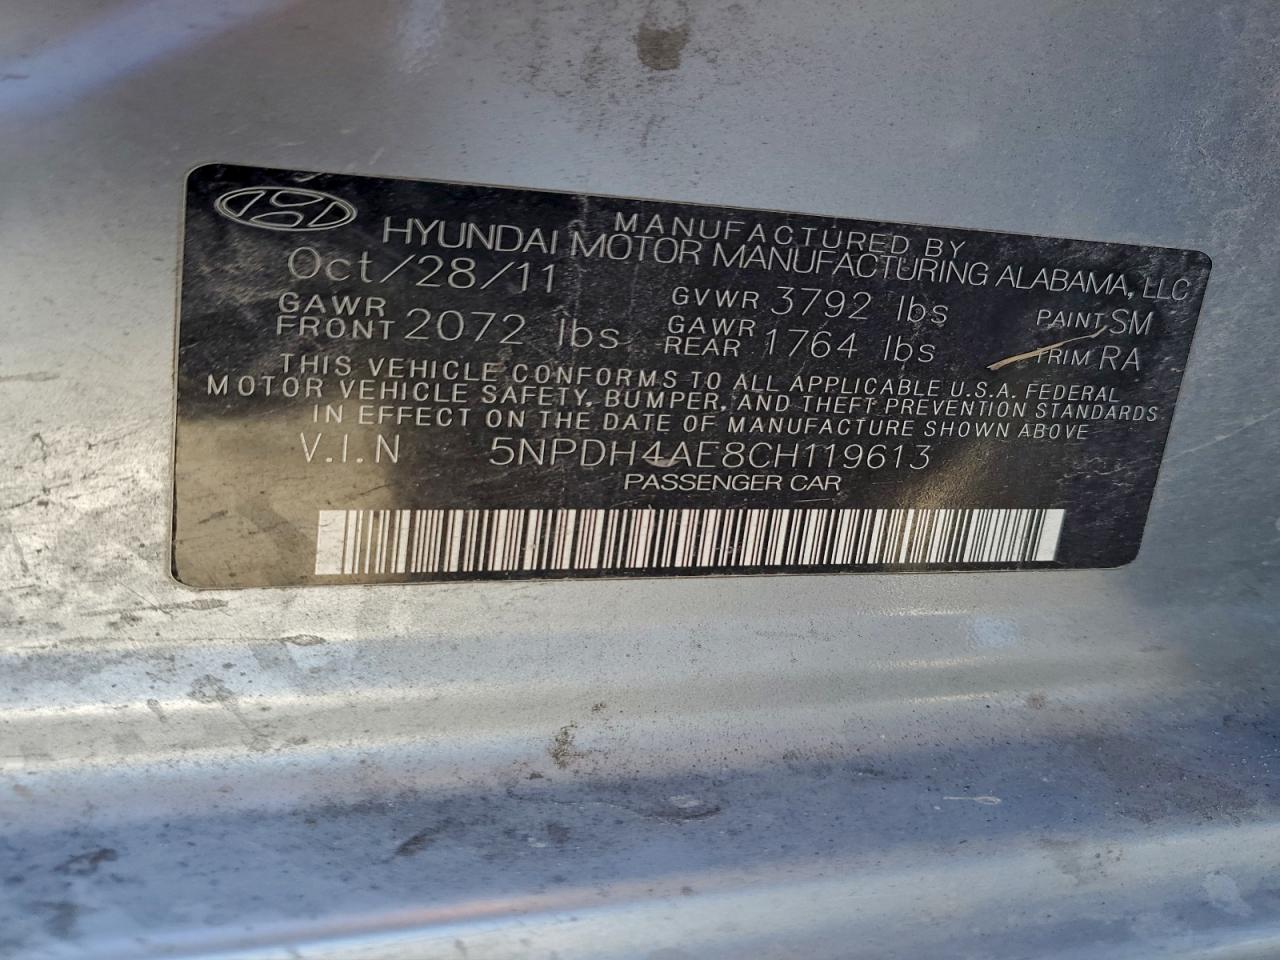 MANUFACTURED BY
HYUNDAI MOTOR MANUFACTURING ALABAMA, LLC
Oct/28/11 GVWR 3792 lbs PAINT SM
GAWR FRONT 2072 lbs GAWR REAR 1764 lbs TRIM RA
THIS VEHICLE CONFORMS TO ALL APPLICABLE U.S.A. FEDERAL
MOTOR VEHICLE SAFETY, BUMPER, AND THEFT PREVENTION STANDARDS
IN EFFECT ON THE DATE OF MANUFACTURE SHOWN ABOVE
V.I.N 5NPDH4AE8CH119613
PASSENGER CAR